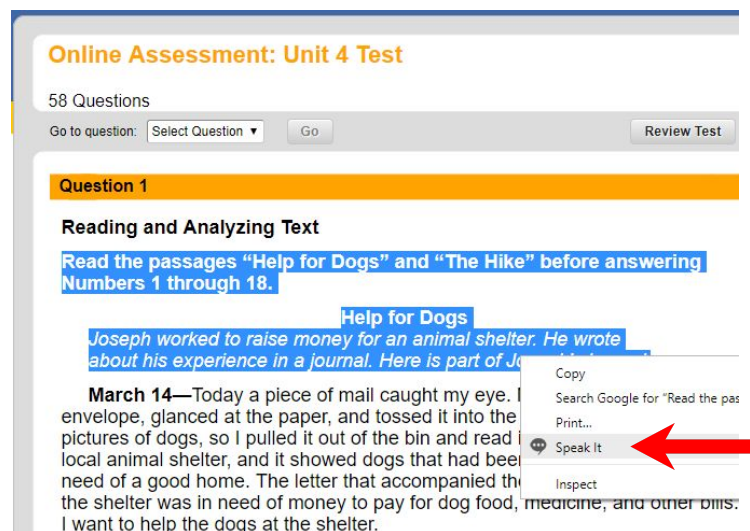 Online Assessment: Unit 4 Test
58 Questions
Go to question: Select Question Go Review Test
Question 1
Reading and Analyzing Text
Read the passages “Help for Dogs” and “The Hike” before answering
Numbers 1 through 18.
Help for Dogs
Joseph worked to raise money for an animal shelter. He wrote
about his experience in a journal. Here is part of
March 14—Today a piece of mail caught my eye.
envelope, glanced at the paper, and tossed it into the
pictures of dogs, so I pulled it out of the bin and read
local animal shelter, and it showed dogs that had been
need of a good home. The letter that accompanied
the shelter was in need of money to pay for dog food, medicine, and other bills.
I want to help the dogs at the shelter.
Copy
Search Google for “Read the pas
Print...
Speak It
Inspect